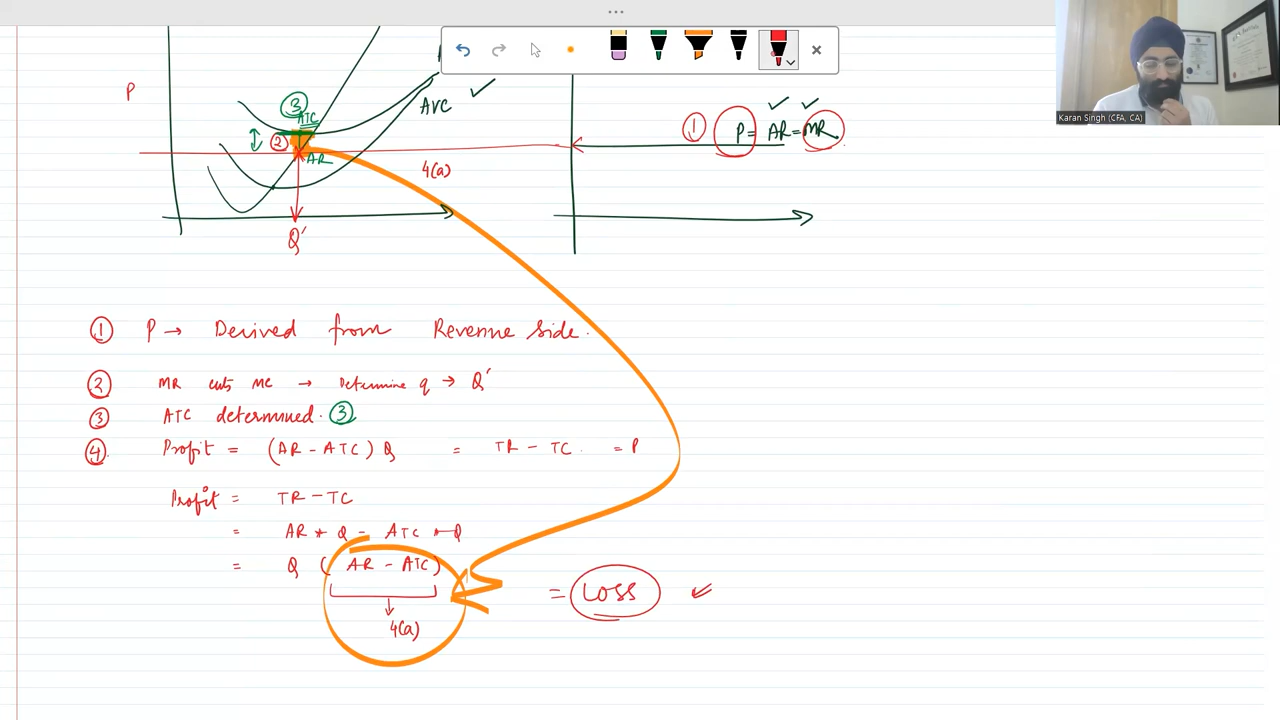 P
3
ATC
2
AR
AVC ✓
4(a)
Q'
1 P = AR = MR
1 P → Derived from Revenue side.
2 MR cuts MC → Determine q → Q'
3 ATC determined. 3
4 Profit = (AR - ATC) Q = TR - TC. = P
Profit = TR - TC
= AR * Q - ATC * Q
= Q (AR - ATC)
4(a)
= LOSS ✓
Karan Singh (CFA, CA)